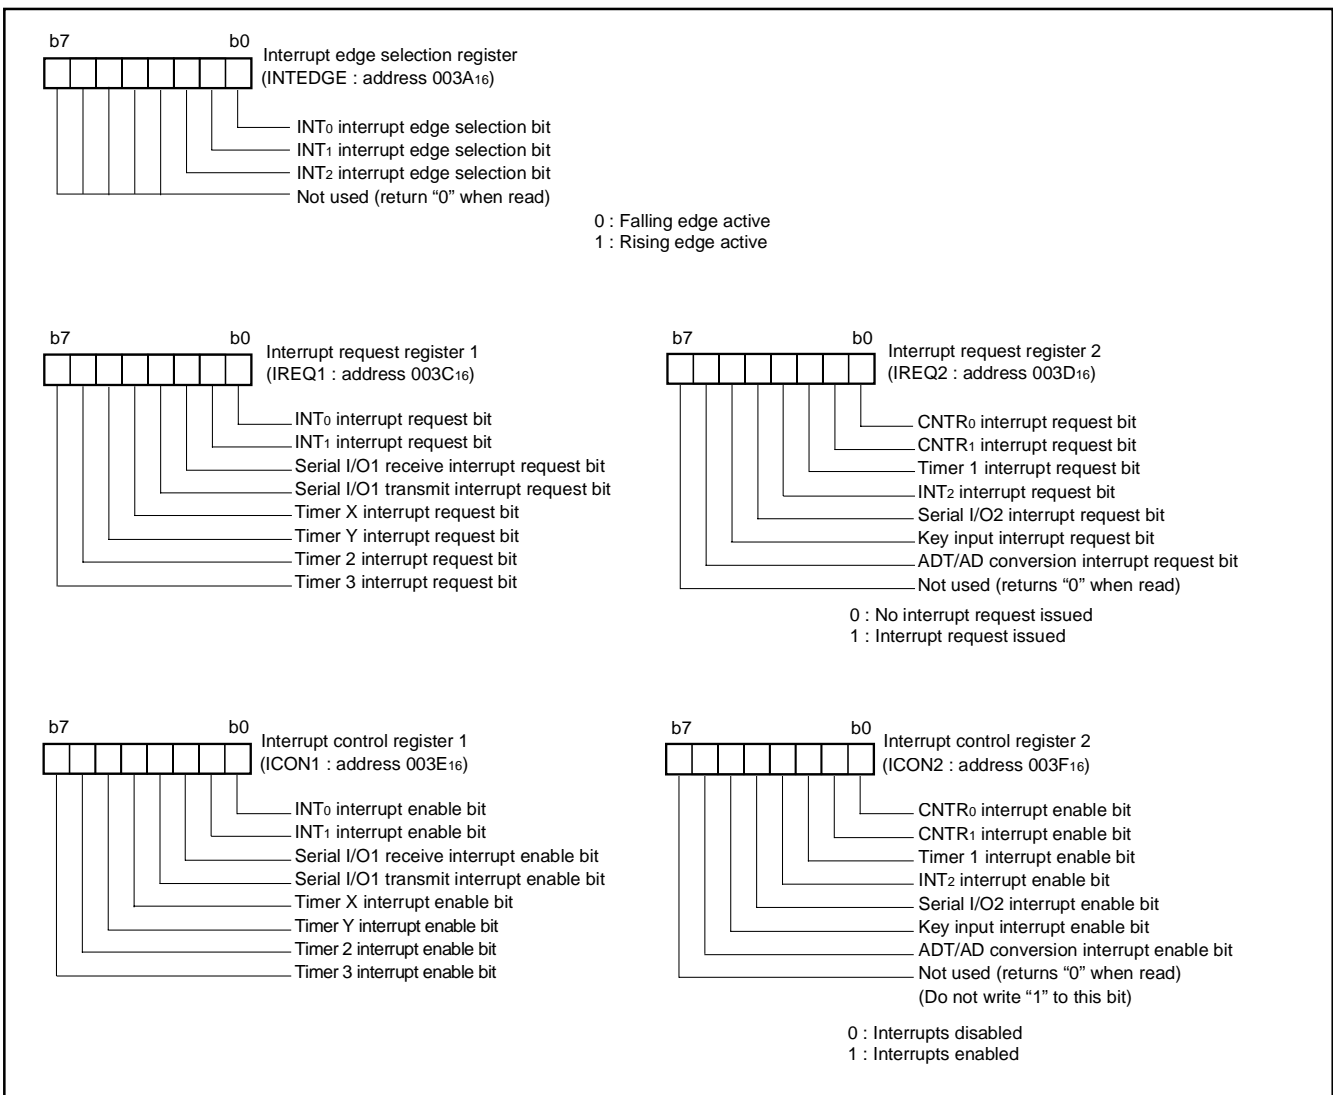 b7 b0
Interrupt edge selection register
(INTEDGE : address 003A16)
INT0 interrupt edge selection bit
INT1 interrupt edge selection bit
INT2 interrupt edge selection bit
Not used (return “0” when read)
0 : Falling edge active
1 : Rising edge active
b7 b0
Interrupt request register 1
(IREQ1 : address 003C16)
INT0 interrupt request bit
INT1 interrupt request bit
Serial I/O1 receive interrupt request bit
Serial I/O1 transmit interrupt request bit
Timer X interrupt request bit
Timer Y interrupt request bit
Timer 2 interrupt request bit
Timer 3 interrupt request bit
b7 b0
Interrupt request register 2
(IREQ2 : address 003D16)
CNTR0 interrupt request bit
CNTR1 interrupt request bit
Timer 1 interrupt request bit
INT2 interrupt request bit
Serial I/O2 interrupt request bit
Key input interrupt request bit
ADT/AD conversion interrupt request bit
Not used (returns “0” when read)
0 : No interrupt request issued
1 : Interrupt request issued
b7 b0
Interrupt control register 1
(ICON1 : address 003E16)
INT0 interrupt enable bit
INT1 interrupt enable bit
Serial I/O1 receive interrupt enable bit
Serial I/O1 transmit interrupt enable bit
Timer X interrupt enable bit
Timer Y interrupt enable bit
Timer 2 interrupt enable bit
Timer 3 interrupt enable bit
b7 b0
Interrupt control register 2
(ICON2 : address 003F16)
CNTR0 interrupt enable bit
CNTR1 interrupt enable bit
Timer 1 interrupt enable bit
INT2 interrupt enable bit
Serial I/O2 interrupt enable bit
Key input interrupt enable bit
ADT/AD conversion interrupt enable bit
Not used (returns “0” when read)
(Do not write “1” to this bit)
0 : Interrupts disabled
1 : Interrupts enabled